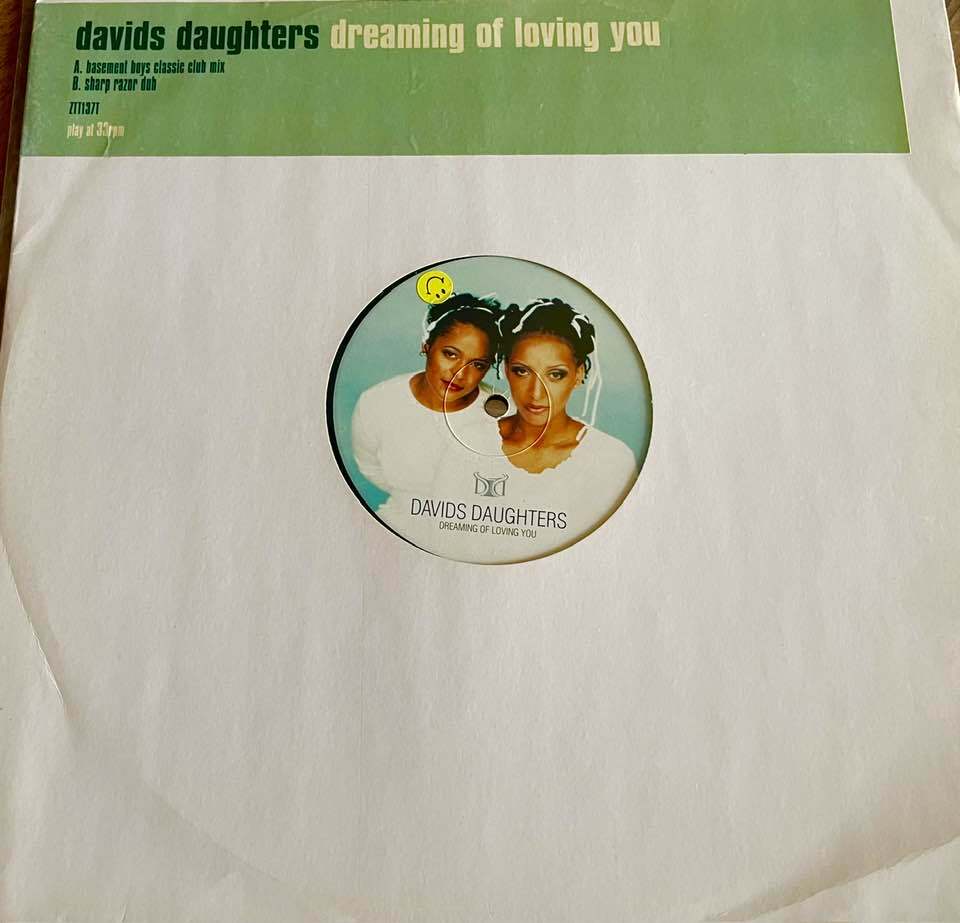 davids daughters dreaming of loving you
A. basement boys classic club mix
B. sharp razor dub
ZTT137T
play at 33rpm
DAVIDS DAUGHTERS
DREAMING OF LOVING YOU